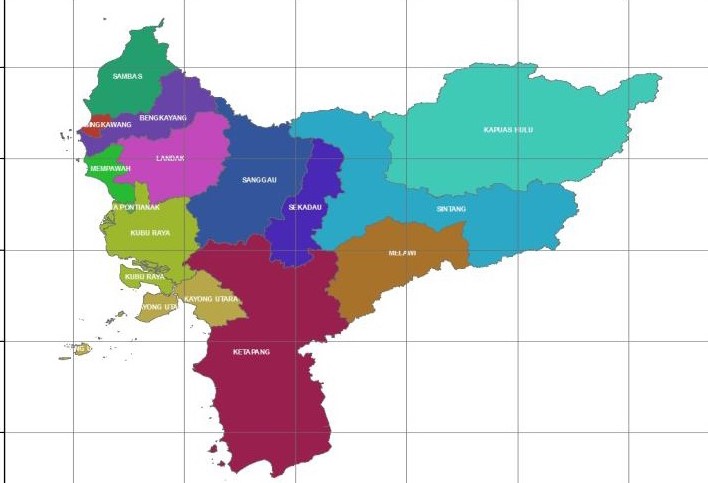 SAMBAS
NGKAWANG
BENGKAYANG
KAPUAS HULU
MEMPAWAH
LANDAK
SANGGAU
A PONTIANAK
SEKADAU
SINTANG
KUBU RAYA
MELAWI
KUBU RAYA
YONG UTA
KAYONG UTARA
KETAPANG